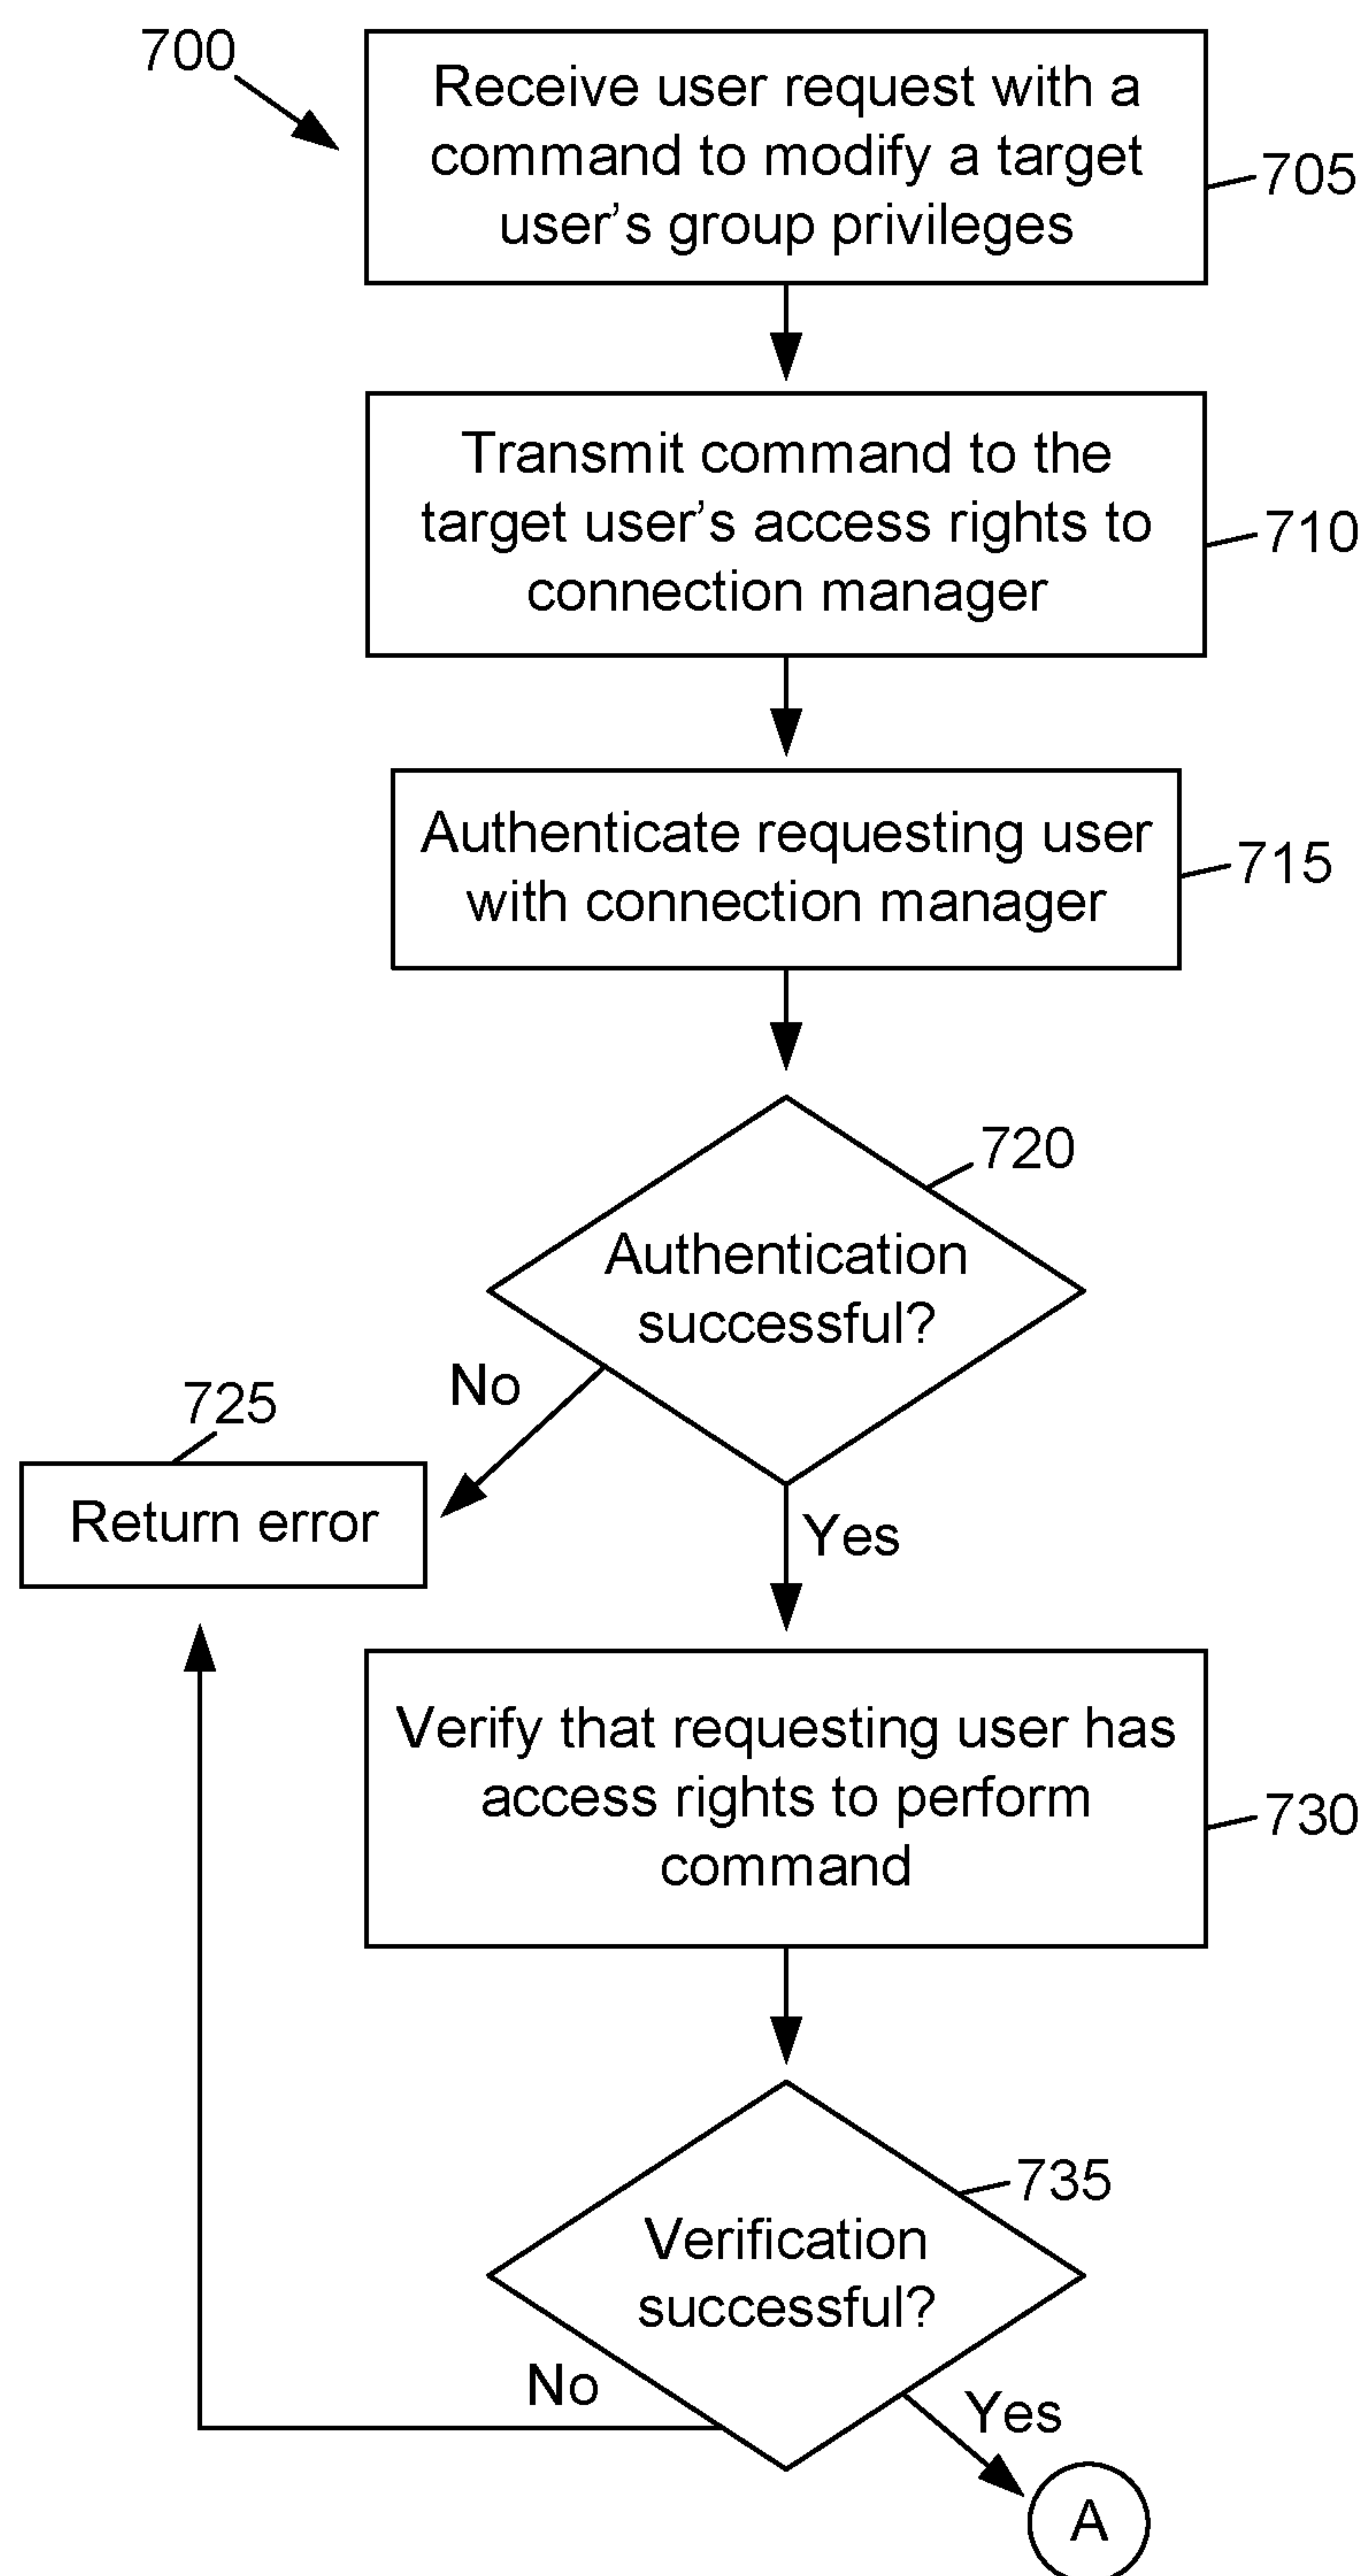 700
Receive user request with a
command to modify a target
user's group privileges
705
Transmit command to the
target user's access rights to
connection manager
710
Authenticate requesting user
with connection manager
715
720
Authentication
successful?
No
725
Return error
Yes
Verify that requesting user has
access rights to perform
command
730
735
Verification
successful?
No
Yes
A